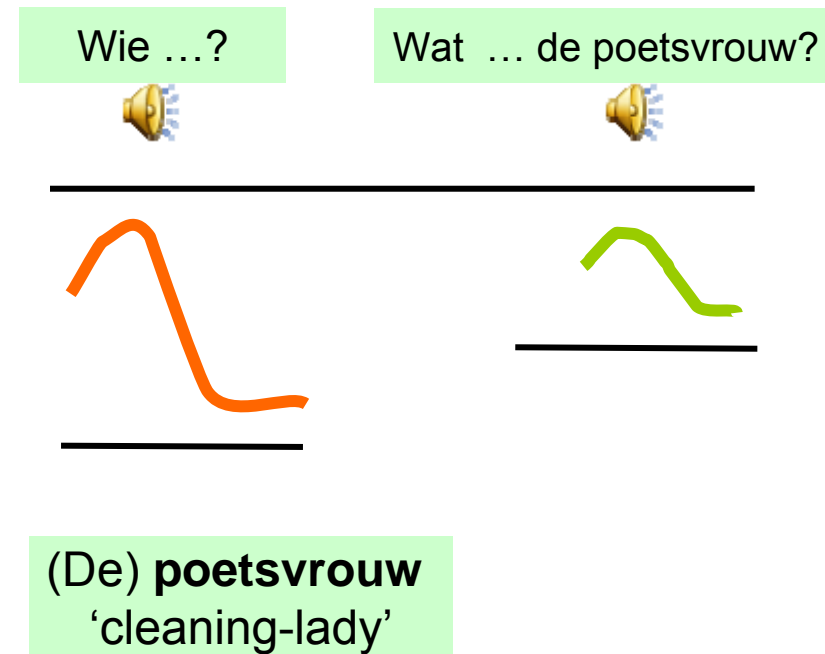 Wie …?
Wat … de poetsvrouw?
(De) poetsvrouw
‘cleaning-lady’